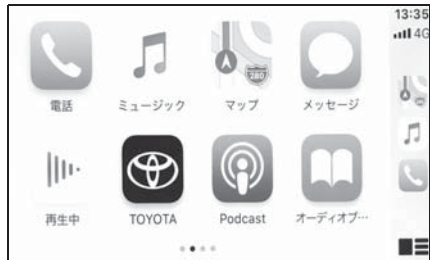 13:35
4G
電話
ミュージック
マップ
280
メッセージ
再生中
TOYOTA
Podcast
オーディオブ…